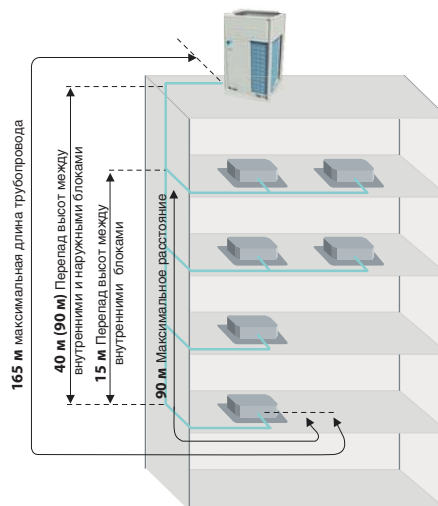 165 м максимальная длина трубопровода
40 м (90 м) Перепад высот между
внутренними и наружными блоками
15 м Перепад высот между
внутренними блоками
90 м Максимальное расстояние